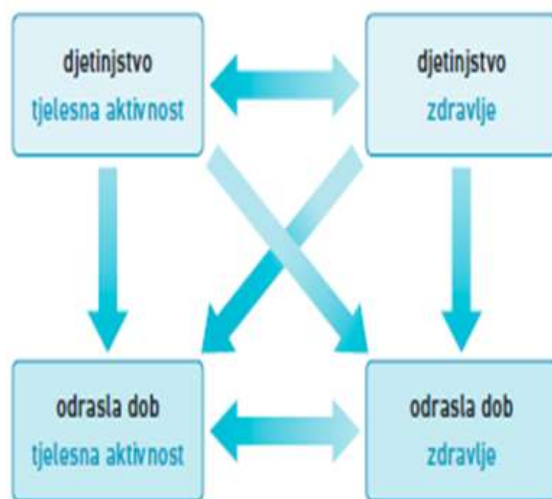 djetinjstvo
tjelesna aktivnost
djetinjstvo
zdravlje
odrasla dob
tjelesna aktivnost
odrasla dob
zdravlje